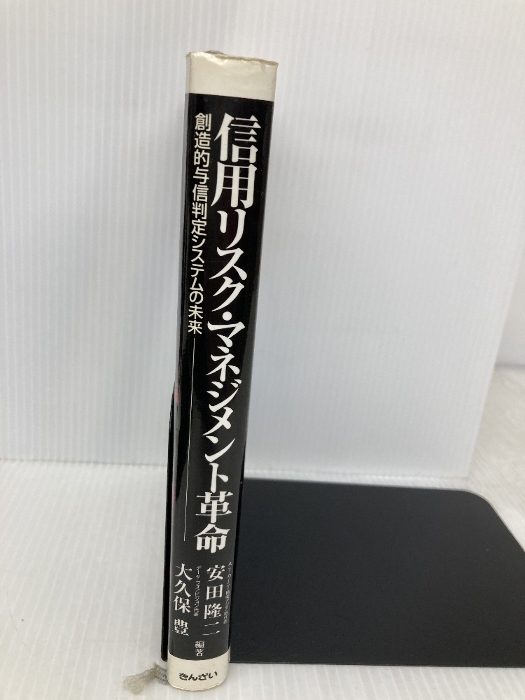 信用リスク・マネジメント革命
創造的与信判定システムの未来
安田隆二
大久保豊
編著
きんざい